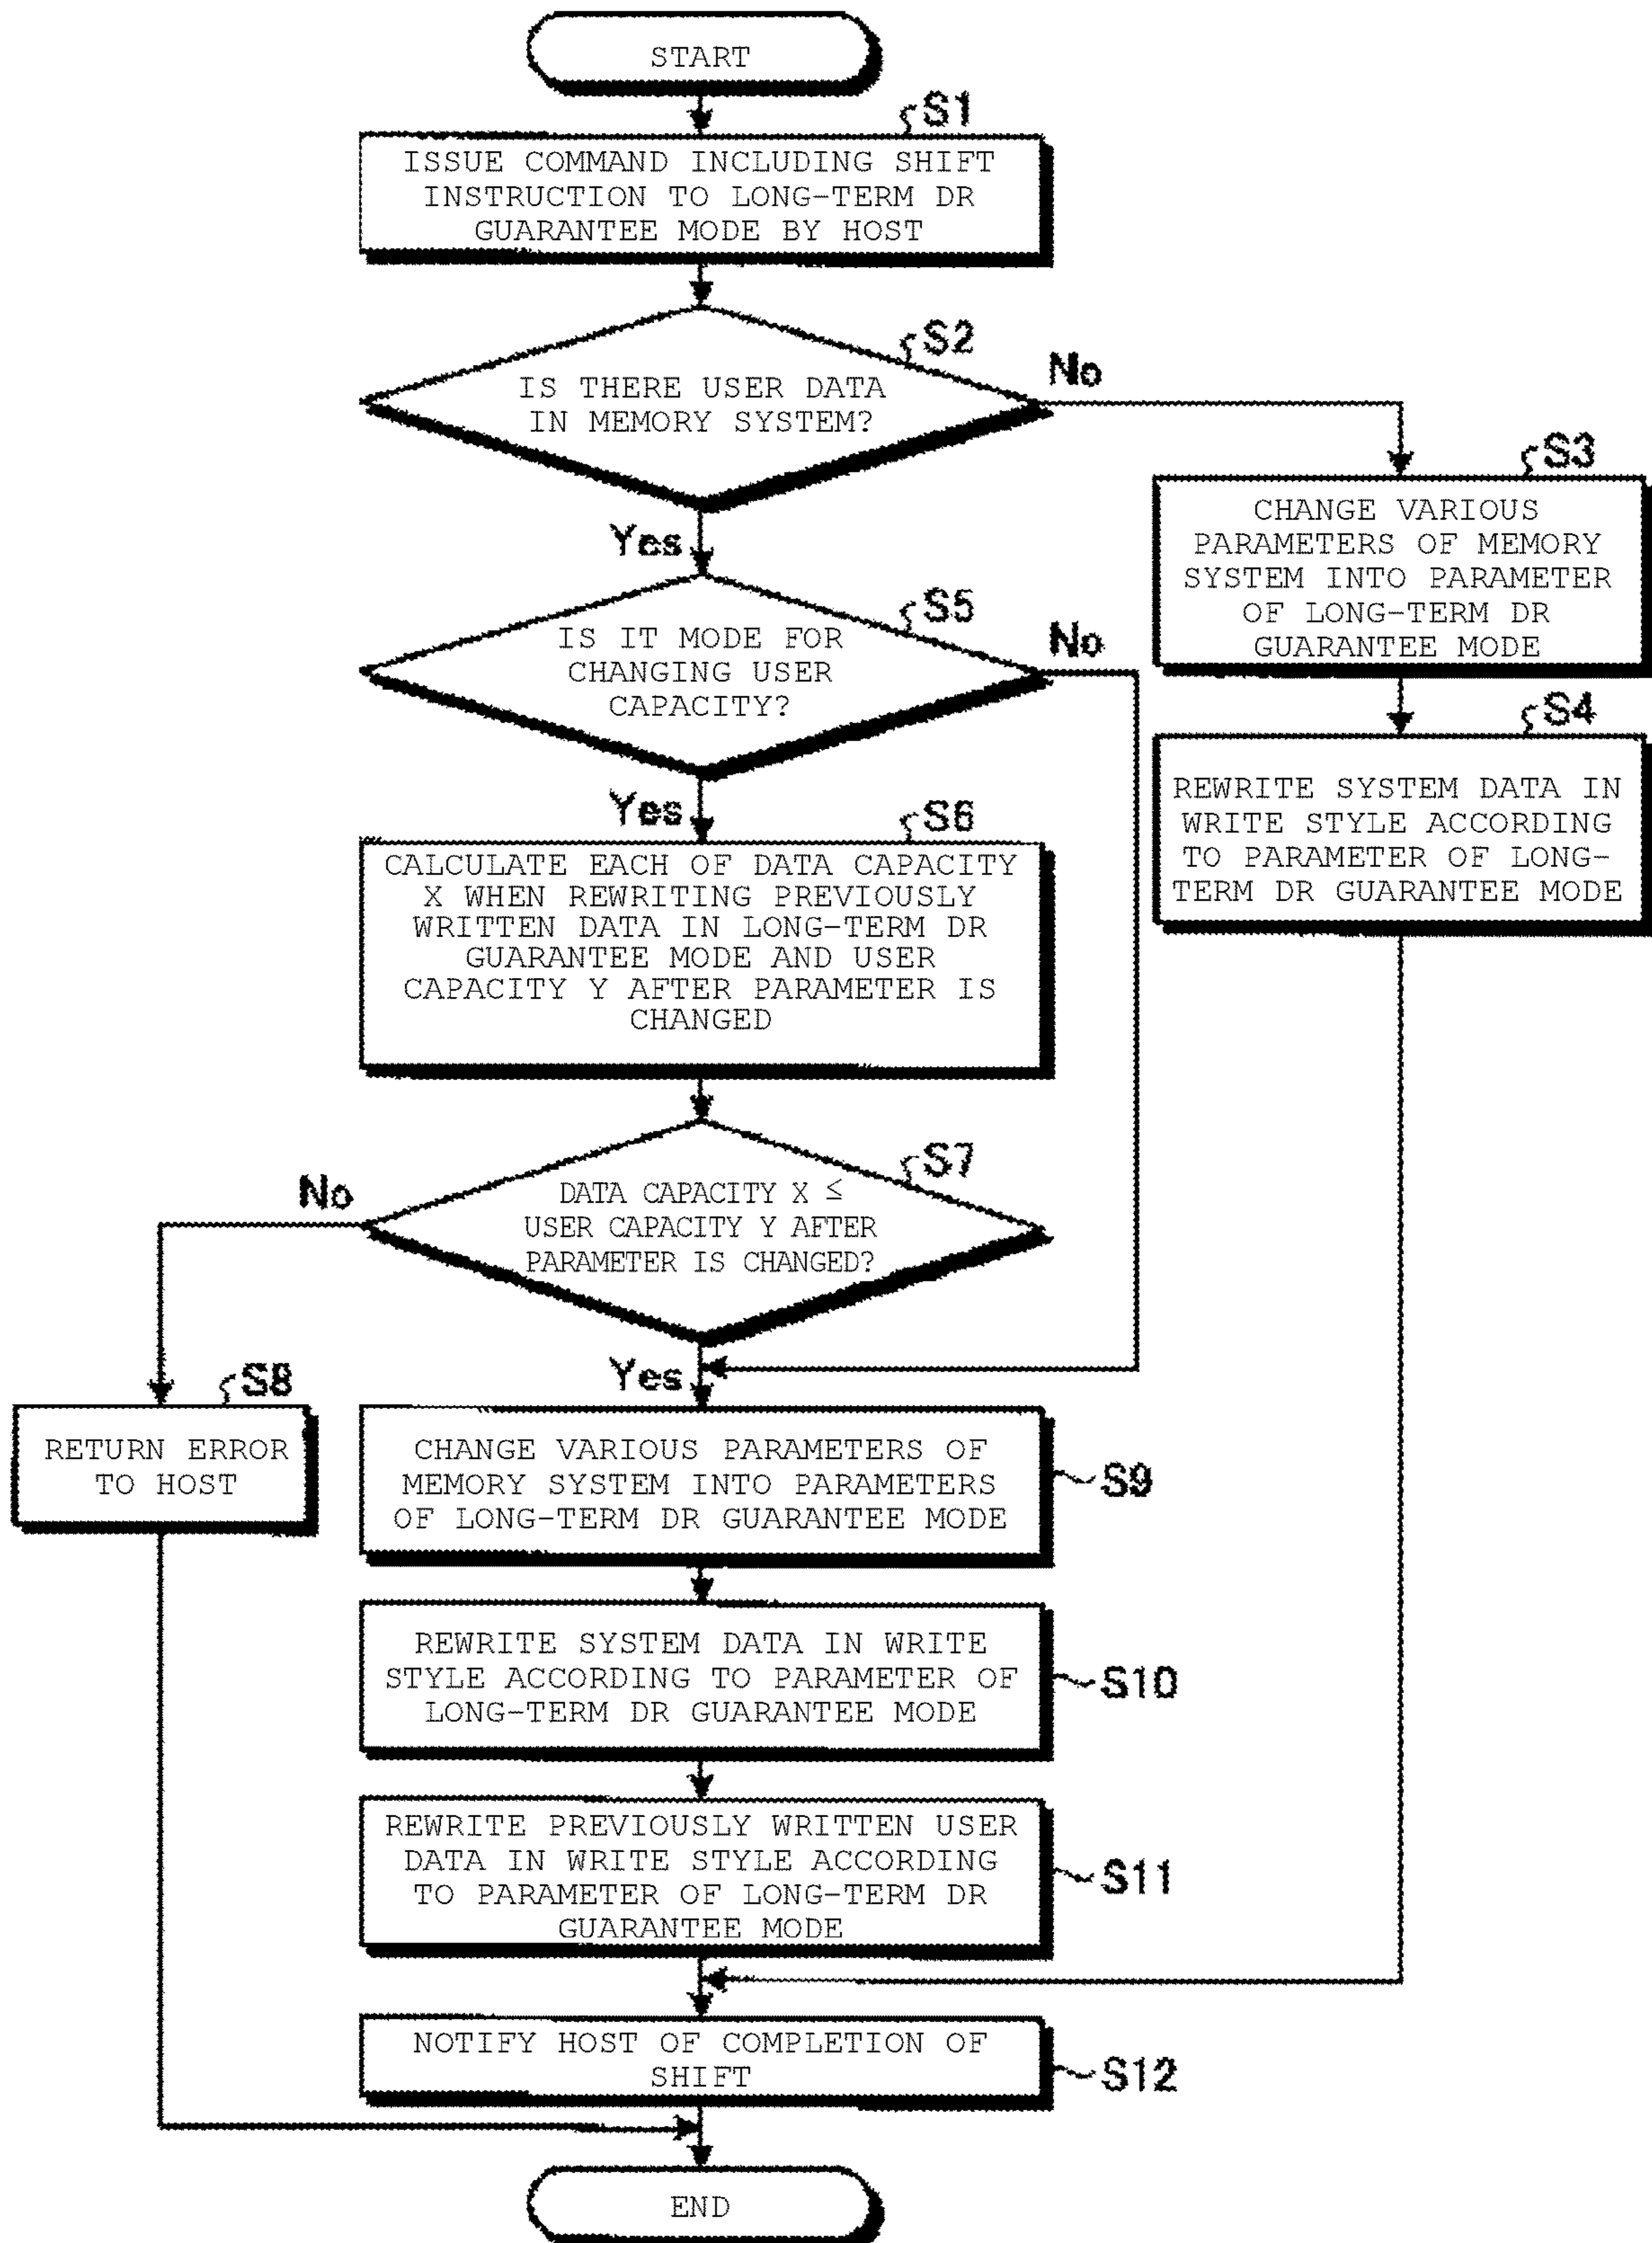 START
S1
ISSUE COMMAND INCLUDING SHIFT
INSTRUCTION TO LONG-TERM DR
GUARANTEE MODE BY HOST
S2
IS THERE USER DATA
IN MEMORY SYSTEM?
No
Yes
S3
CHANGE VARIOUS
PARAMETERS OF MEMORY
SYSTEM INTO PARAMETER
OF LONG-TERM DR
GUARANTEE MODE
S4
REWRITE SYSTEM DATA IN
WRITE STYLE ACCORDING
TO PARAMETER OF LONG-
TERM DR GUARANTEE MODE
S5
IS IT MODE FOR
CHANGING USER
CAPACITY?
No
Yes
S6
CALCULATE EACH OF DATA CAPACITY
X WHEN REWRITING PREVIOUSLY
WRITTEN DATA IN LONG-TERM DR
GUARANTEE MODE AND USER
CAPACITY Y AFTER PARAMETER IS
CHANGED
S7
DATA CAPACITY X ≤
USER CAPACITY Y AFTER
PARAMETER IS CHANGED?
No
Yes
S8
RETURN ERROR
TO HOST
CHANGE VARIOUS PARAMETERS OF
MEMORY SYSTEM INTO PARAMETERS
OF LONG-TERM DR GUARANTEE MODE
S9
REWRITE SYSTEM DATA IN WRITE
STYLE ACCORDING TO PARAMETER OF
LONG-TERM DR GUARANTEE MODE
S10
REWRITE PREVIOUSLY WRITTEN USER
DATA IN WRITE STYLE ACCORDING
TO PARAMETER OF LONG-TERM DR
GUARANTEE MODE
S11
NOTIFY HOST OF COMPLETION OF
SHIFT
S12
END